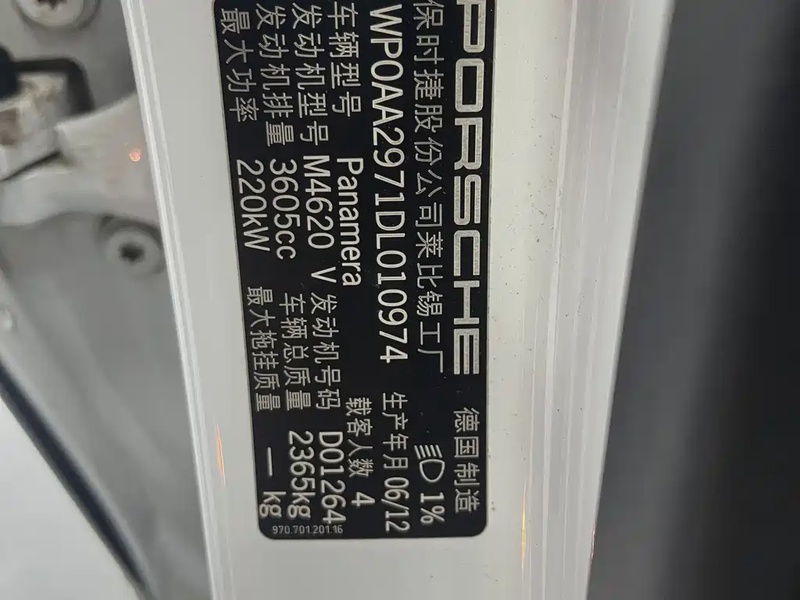 PORSCHE 德国制造
保时捷股份公司莱比锡工厂 1%
WP0AA2971DL010974 生产年月 06/12
车辆型号 Panamera 载客人数 4
发动机型号 M4620 V 发动机号码 D01264
发动机排量 3605cc 车辆总质量 2365kg
最大功率 220kW 最大拖挂质量 — kg
970.701.201.16